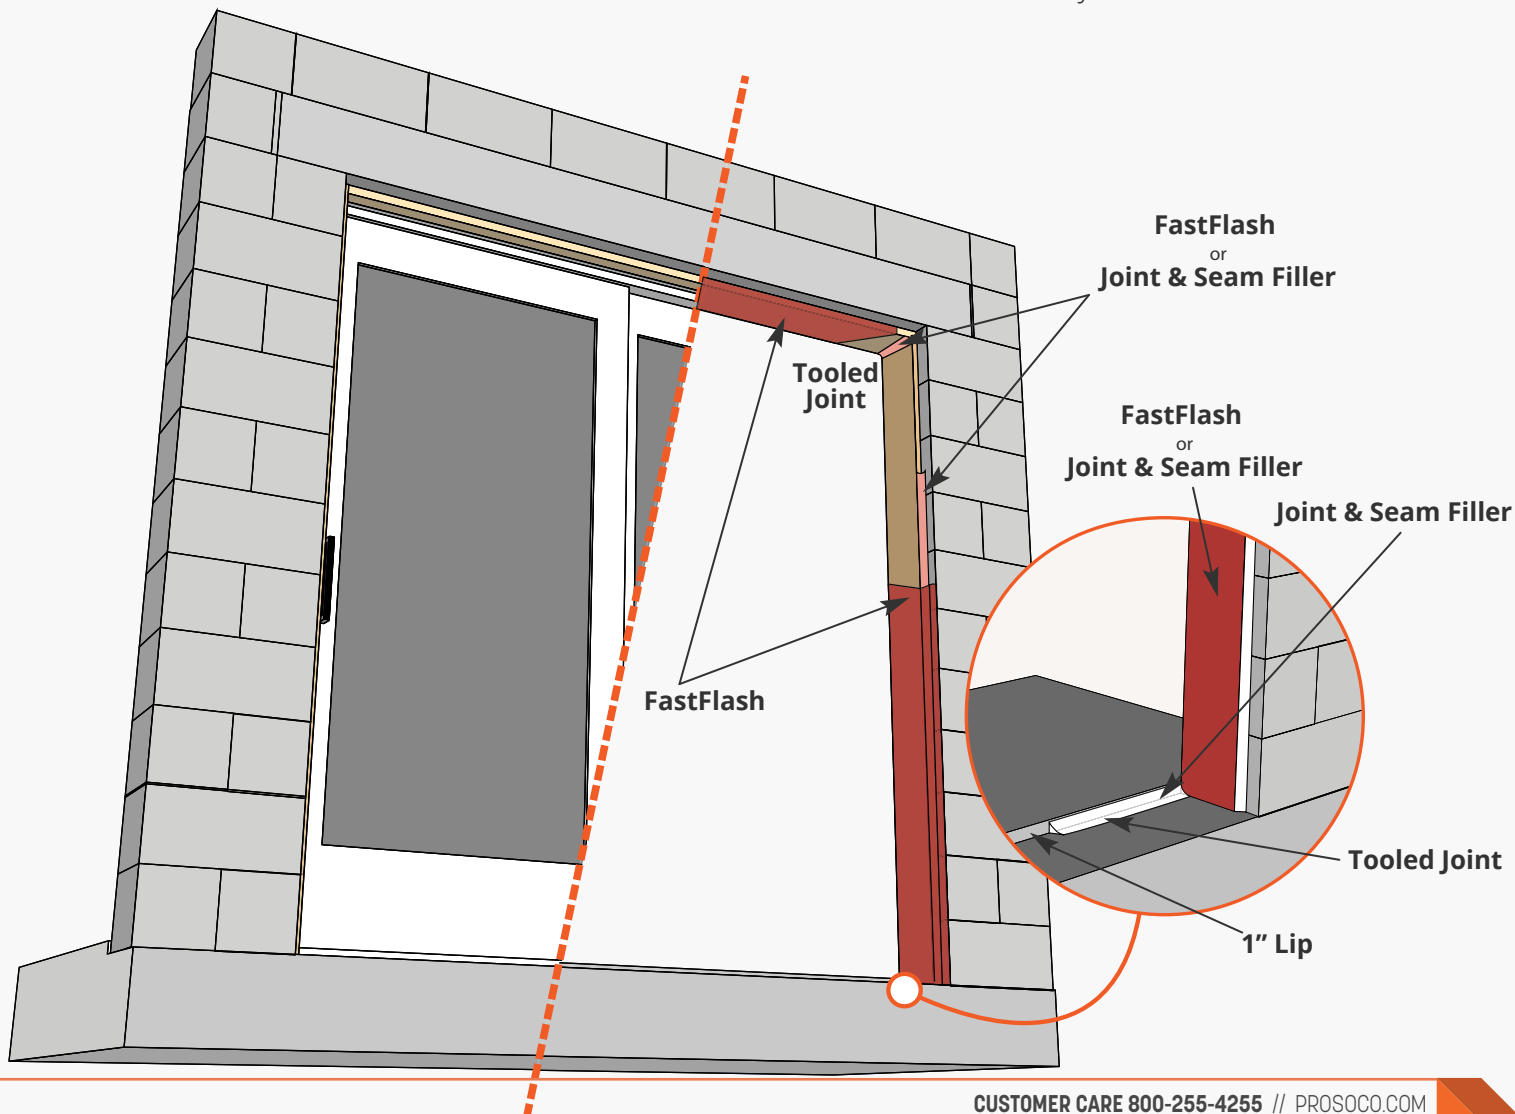 FastFlash
or
Joint & Seam Filler
Tooled
Joint
FastFlash
or
Joint & Seam Filler
Joint & Seam Filler
FastFlash
Tooled Joint
1” Lip
CUSTOMER CARE 800-255-4255 // PROSOCO.COM